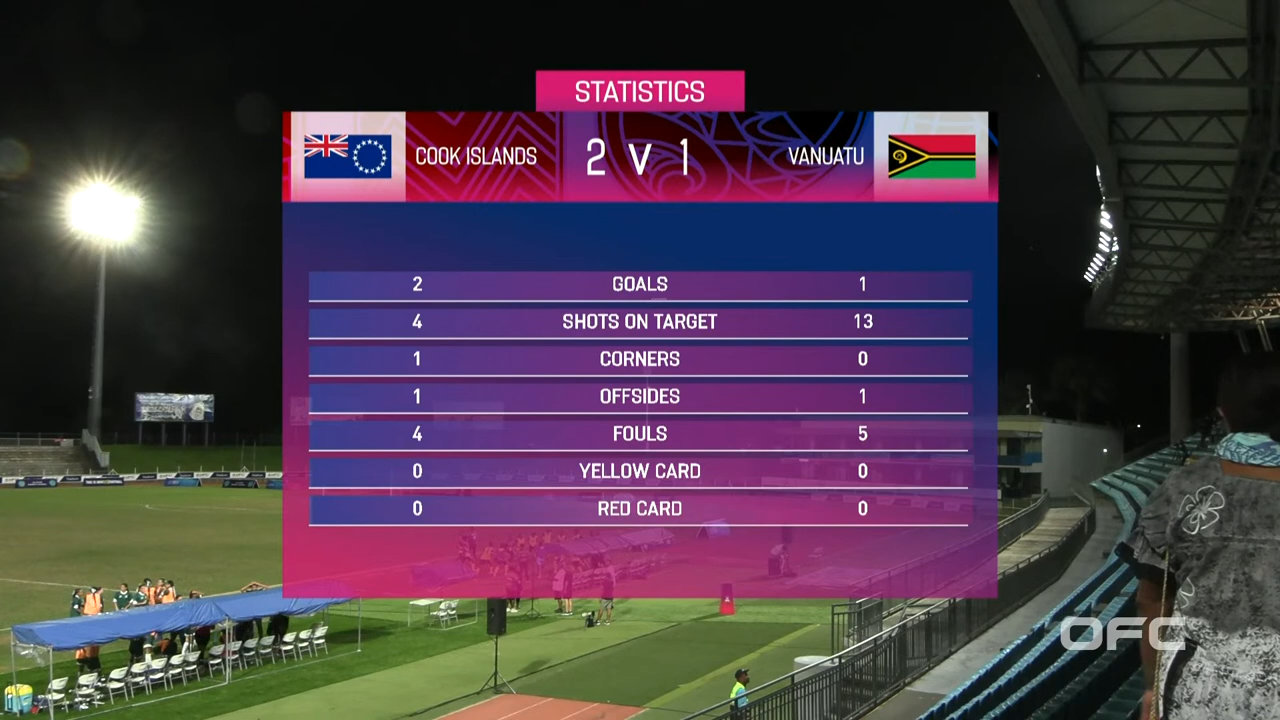 STATISTICS
COOK ISLANDS 2 v 1 VANUATU
2 GOALS 1
4 SHOTS ON TARGET 13
1 CORNERS 0
1 OFFSIDES 1
4 FOULS 5
0 YELLOW CARD 0
0 RED CARD 0
OFC